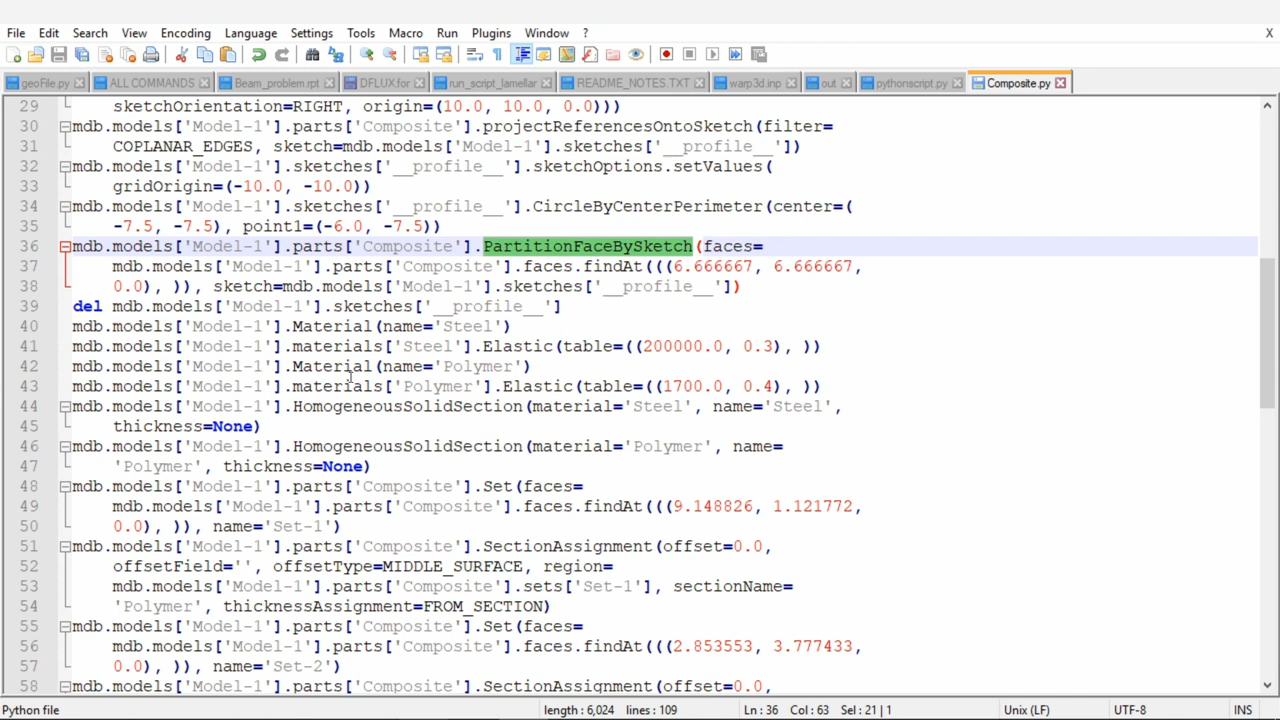 File Edit Search View Encoding Language Settings Tools Macro Run Plugins Window ? X
geoFile.py ALL COMMANDS Beam_problem.rpt DFLUX.for run_script_lamellar README_NOTES.TXT warp3d.inp out pythonscript.py Composite.py
29 sketchOrientation=RIGHT, origin=(10.0, 10.0, 0.0)))
30 mdb.models['Model-1'].parts['Composite'].projectReferencesOntoSketch(filter=
31 COPLANAR_EDGES, sketch=mdb.models['Model-1'].sketches['__profile__'])
32 mdb.models['Model-1'].sketches['__profile__'].sketchOptions.setValues(
33 gridOrigin=(-10.0, -10.0))
34 mdb.models['Model-1'].sketches['__profile__'].CircleByCenterPerimeter(center=(
35 -7.5, -7.5), point1=(-6.0, -7.5))
36 mdb.models['Model-1'].parts['Composite'].PartitionFaceBySketch(faces=
37 mdb.models['Model-1'].parts['Composite'].faces.findAt(((6.666667, 6.666667,
38 0.0), )), sketch=mdb.models['Model-1'].sketches['__profile__'])
39 del mdb.models['Model-1'].sketches['__profile__']
40 mdb.models['Model-1'].Material(name='Steel')
41 mdb.models['Model-1'].materials['Steel'].Elastic(table=((200000.0, 0.3), ))
42 mdb.models['Model-1'].Material(name='Polymer')
43 mdb.models['Model-1'].materials['Polymer'].Elastic(table=((1700.0, 0.4), ))
44 mdb.models['Model-1'].HomogeneousSolidSection(material='Steel', name='Steel',
45 thickness=None)
46 mdb.models['Model-1'].HomogeneousSolidSection(material='Polymer', name=
47 'Polymer', thickness=None)
48 mdb.models['Model-1'].parts['Composite'].Set(faces=
49 mdb.models['Model-1'].parts['Composite'].faces.findAt(((9.148826, 1.121772,
50 0.0), )), name='Set-1')
51 mdb.models['Model-1'].parts['Composite'].SectionAssignment(offset=0.0,
52 offsetField='', offsetType=MIDDLE_SURFACE, region=
53 mdb.models['Model-1'].parts['Composite'].sets['Set-1'], sectionName=
54 'Polymer', thicknessAssignment=FROM_SECTION)
55 mdb.models['Model-1'].parts['Composite'].Set(faces=
56 mdb.models['Model-1'].parts['Composite'].faces.findAt(((2.853553, 3.777433,
57 0.0), )), name='Set-2')
58 mdb.models['Model-1'].parts['Composite'].SectionAssignment(offset=0.0,
Python file length : 6,024 lines : 109 Ln : 36 Col : 63 Sel : 21 | 1 Unix (LF) UTF-8 INS